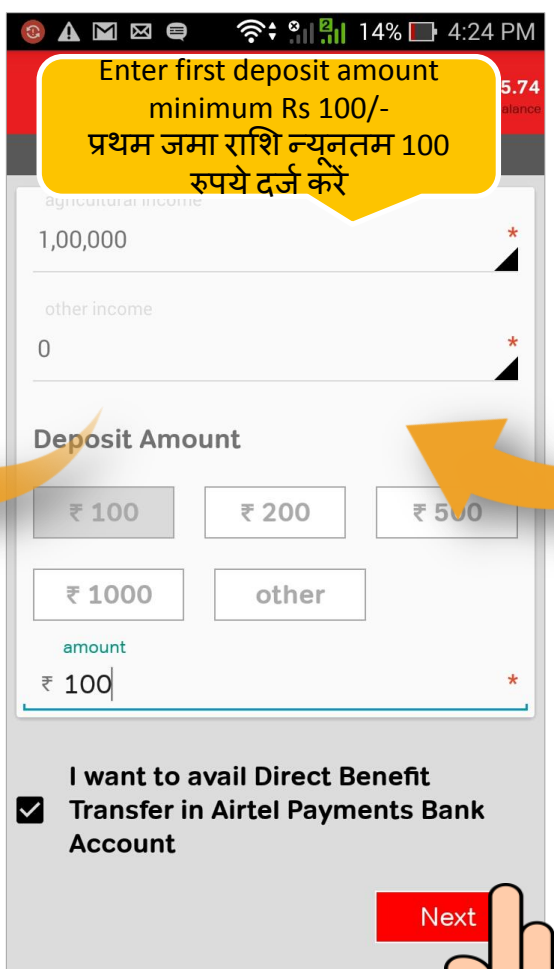 14% 4:24 PM
Enter first deposit amount
minimum Rs 100/-
प्रथम जमा राशि न्यूनतम 100
रुपये दर्ज करें
5.74
agricultural income
1,00,000 *
other income
0 *
Deposit Amount
₹ 100 ₹ 200 ₹ 500
₹ 1000 other
amount
₹ 100 *
I want to avail Direct Benefit
Transfer in Airtel Payments Bank
Account
Next